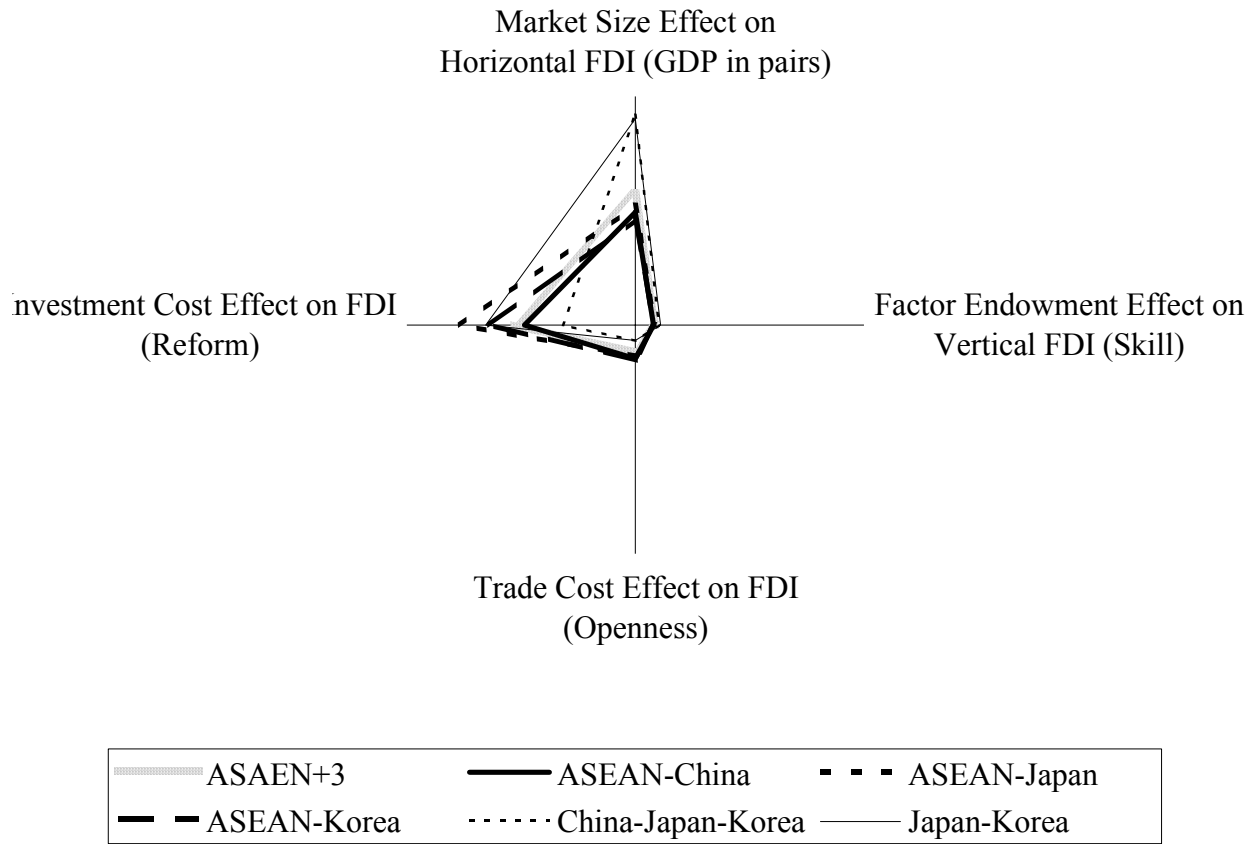 Market Size Effect on
Horizontal FDI (GDP in pairs)
Investment Cost Effect on FDI
(Reform)
Factor Endowment Effect on
Vertical FDI (Skill)
Trade Cost Effect on FDI
(Openness)
ASAEN+3 ASEAN-China ASEAN-Japan
ASEAN-Korea China-Japan-Korea Japan-Korea